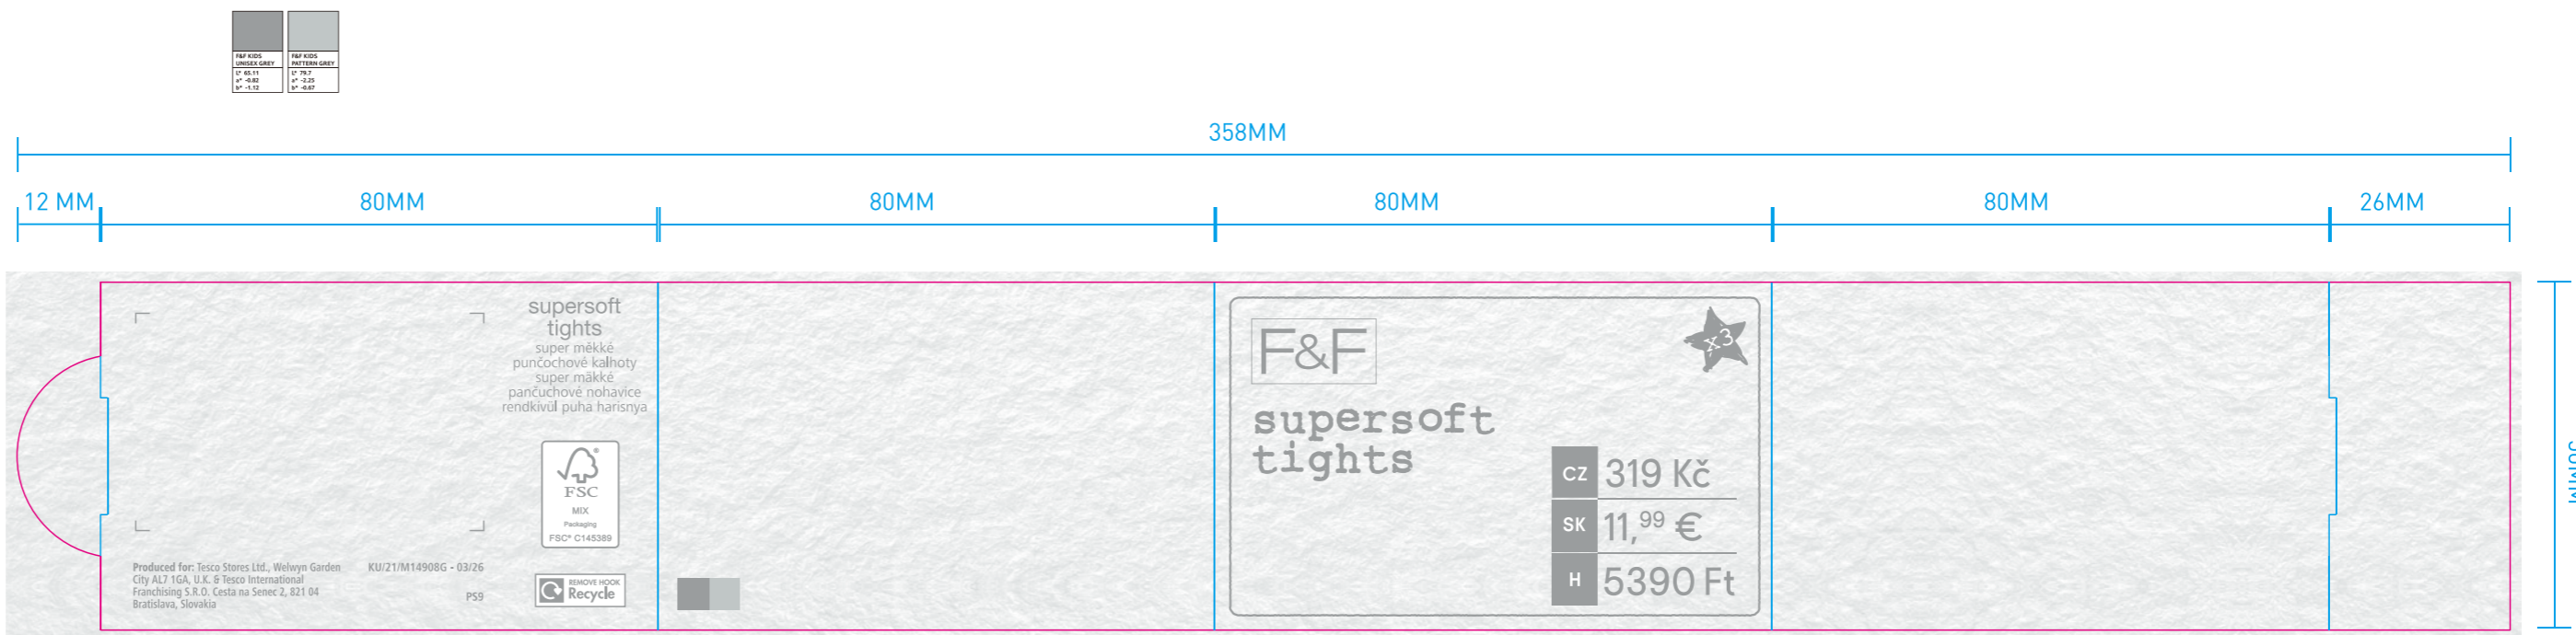 F&F KIDS
UNISEX GREY
L* 65.11
a* -0.82
b* -1.12
F&F KIDS
PATTERN GREY
L* 79.7
a* -2.25
b* -0.67
358MM
12 MM
80MM
80MM
80MM
80MM
26MM
supersoft
tights
super měkké
punčochové kalhoty
super mäkké
pančuchové nohavice
rendkívül puha harisnya
FSC
MIX
Packaging
FSC® C145389
Produced for: Tesco Stores Ltd., Welwyn Garden
City AL7 1GA, U.K. & Tesco International
Franchising S.R.O. Cesta na Senec 2, 821 04
Bratislava, Slovakia
KU/21/M14908G - 03/26
PS9
REMOVE HOOK
Recycle
F&F
x3
supersoft
tights
CZ 319 Kč
SK 11,99 €
H 5390 Ft